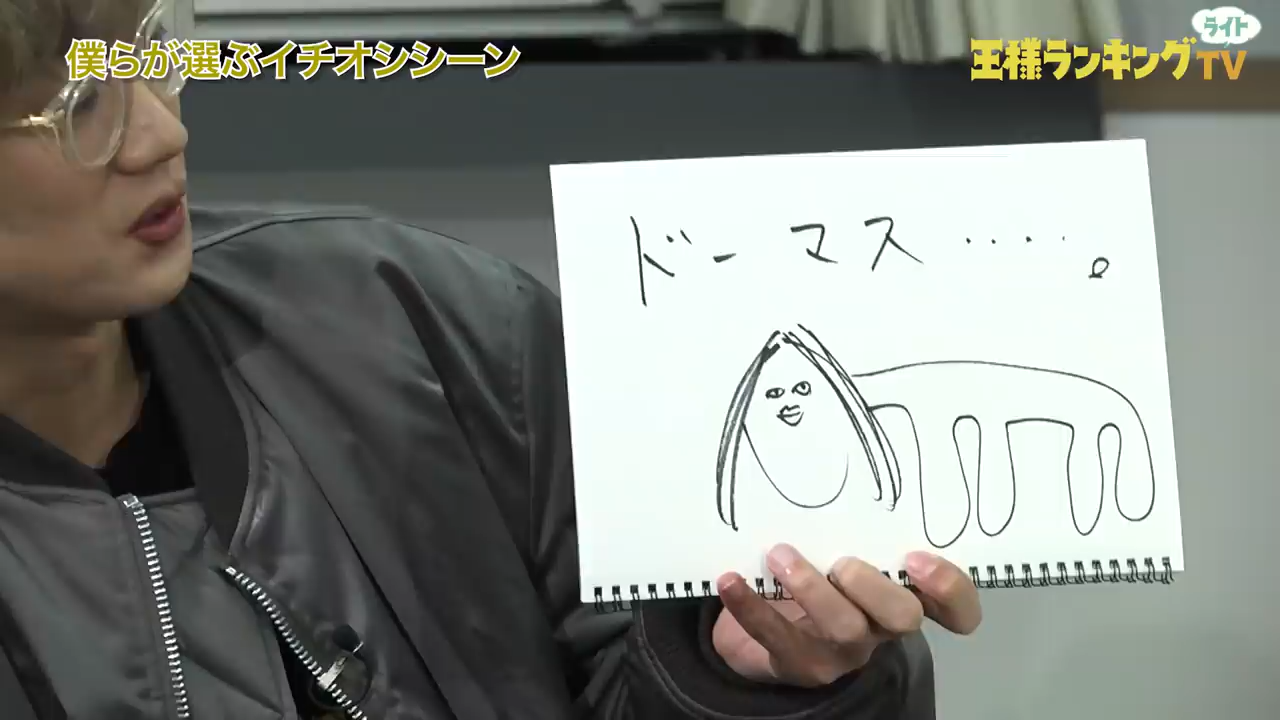 僕らが選ぶイチオシシーン
ライト
王様ランキングTV
ドーマス‥‥。